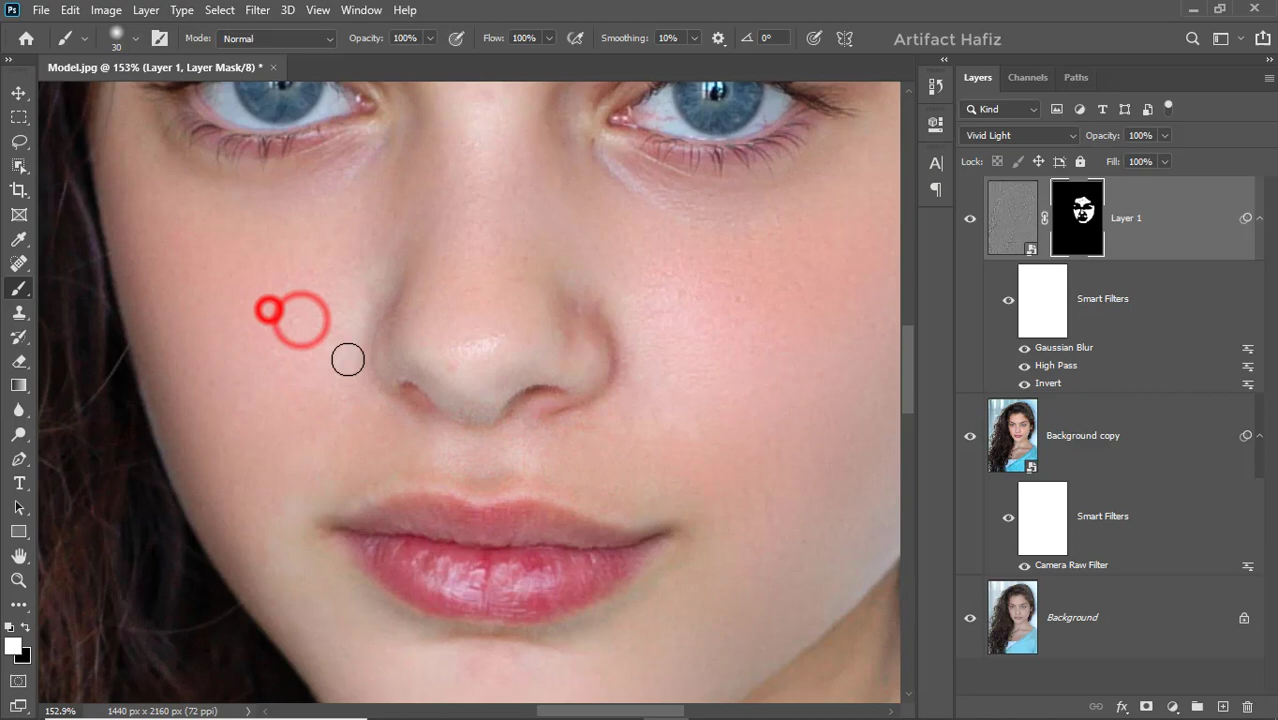 Ps File Edit Image Layer Type Select Filter 3D View Window Help
30 Mode: Normal Opacity: 100% Flow: 100% Smoothing: 10% 0° Artifact Hafiz
Model.jpg @ 153% (Layer 1, Layer Mask/8) *
Layers Channels Paths
Kind
Vivid Light Opacity: 100%
Lock: Fill: 100%
Layer 1
Smart Filters
Gaussian Blur
High Pass
Invert
Background copy
Smart Filters
Camera Raw Filter
Background
152.9% 1440 px x 2160 px (72 ppi)